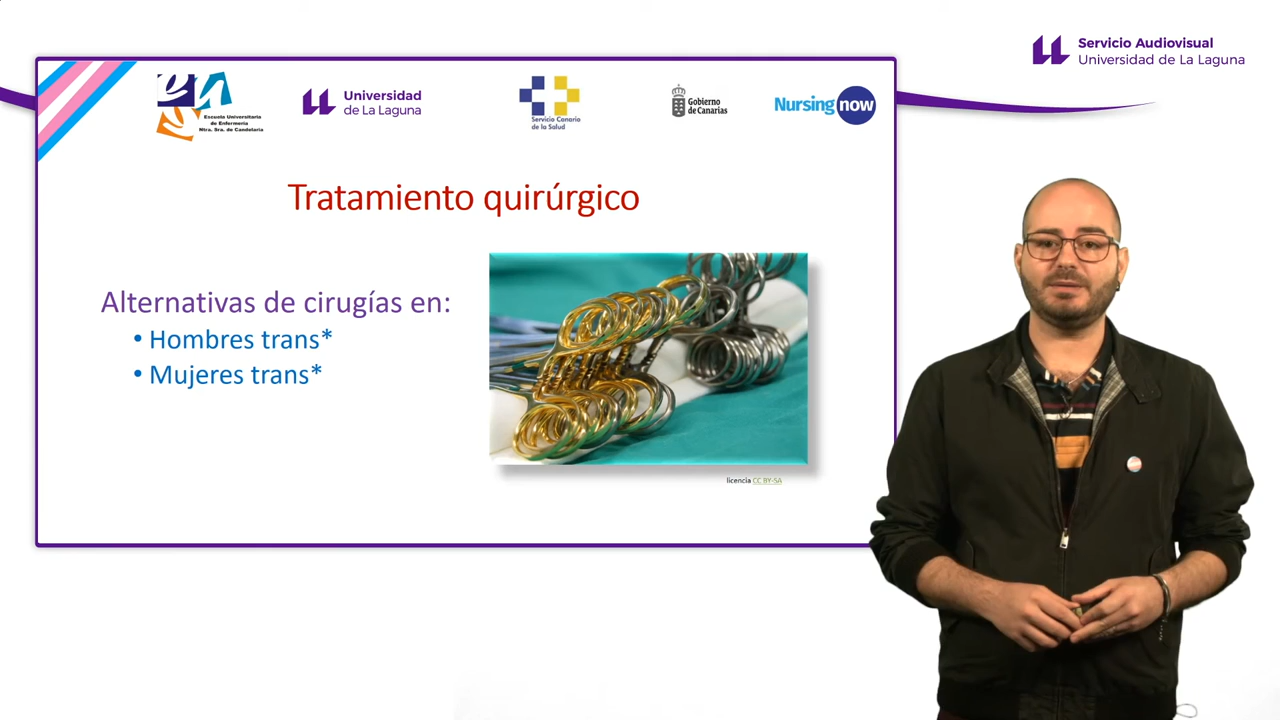 Servicio Audiovisual
Universidad de La Laguna
Escuela Universitaria
de Enfermería
Ntra. Sra. de Candelaria
Universidad
de La Laguna
Servicio Canario
de la Salud
Gobierno
de Canarias
Nursing now
Tratamiento quirúrgico
Alternativas de cirugías en:
• Hombres trans*
• Mujeres trans*
licencia CC BY-SA